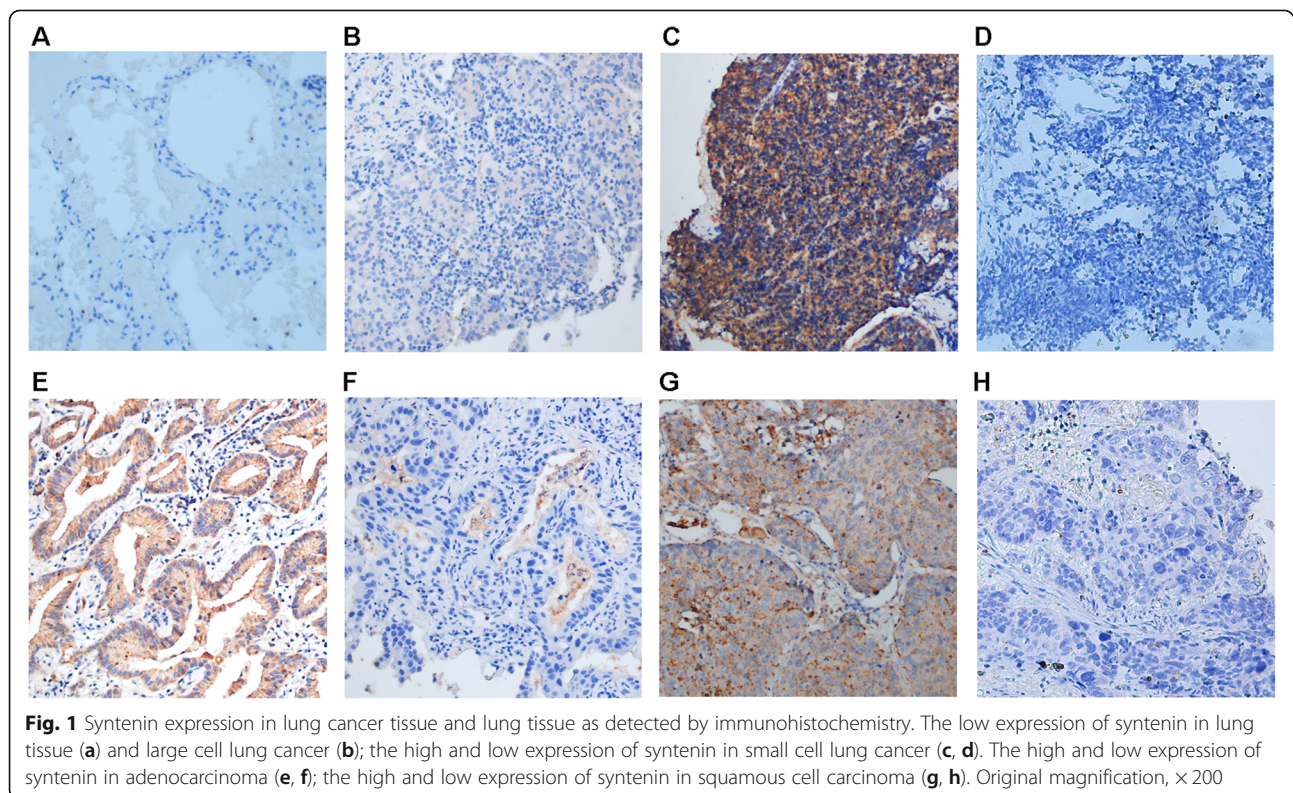 A B C D
E F G H
Fig. 1 Syntenin expression in lung cancer tissue and lung tissue as detected by immunohistochemistry. The low expression of syntenin in lung
tissue (a) and large cell lung cancer (b); the high and low expression of syntenin in small cell lung cancer (c, d). The high and low expression of
syntenin in adenocarcinoma (e, f); the high and low expression of syntenin in squamous cell carcinoma (g, h). Original magnification, × 200